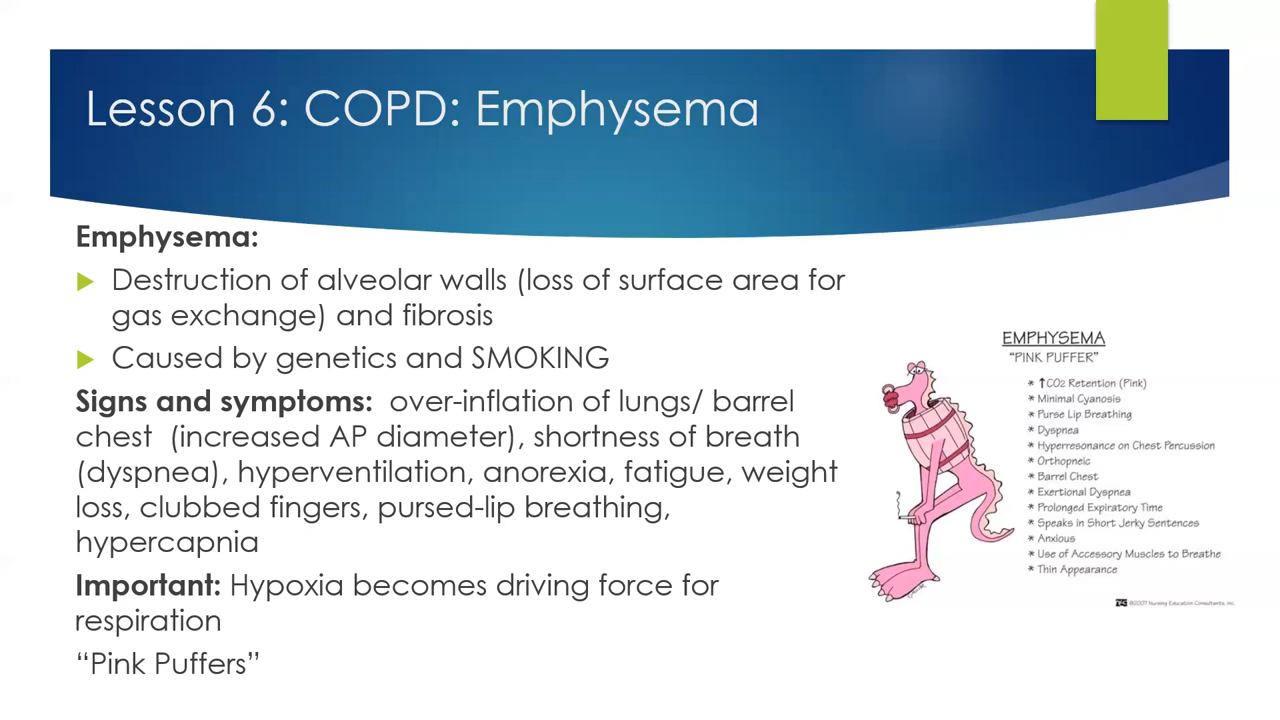 Lesson 6: COPD: Emphysema
Emphysema:
Destruction of alveolar walls (loss of surface area for
gas exchange) and fibrosis
Caused by genetics and SMOKING
Signs and symptoms: over-inflation of lungs/ barrel
chest (increased AP diameter), shortness of breath
(dyspnea), hyperventilation, anorexia, fatigue, weight
loss, clubbed fingers, pursed-lip breathing,
hypercapnia
Important: Hypoxia becomes driving force for
respiration
“Pink Puffers”
EMPHYSEMA
“PINK PUFFER”
* ↑CO2 Retention (Pink)
* Minimal Cyanosis
* Purse Lip Breathing
* Dyspnea
* Hyperresonance on Chest Percussion
* Orthopneic
* Barrel Chest
* Exertional Dyspnea
* Prolonged Expiratory Time
* Speaks in Short Jerky Sentences
* Anxious
* Use of Accessory Muscles to Breathe
* Thin Appearance
©2007 Nursing Education Consultants, Inc.